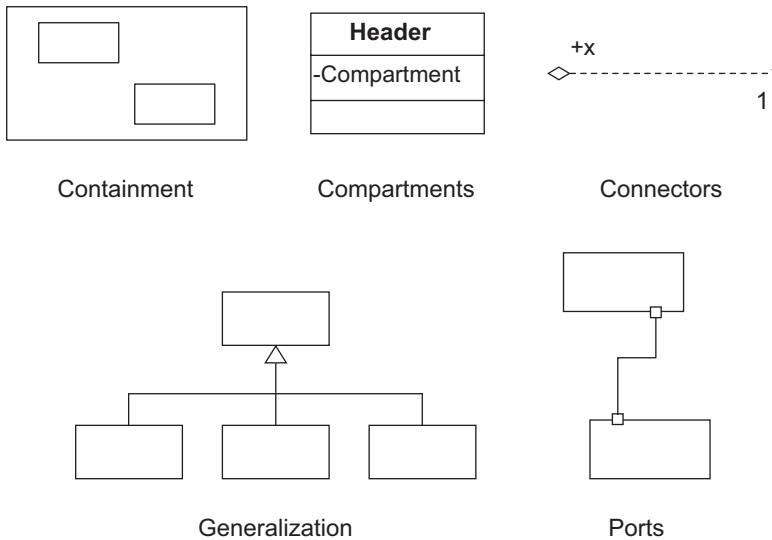 Header
-Compartment
+x
1
Containment
Compartments
Connectors
Generalization
Ports